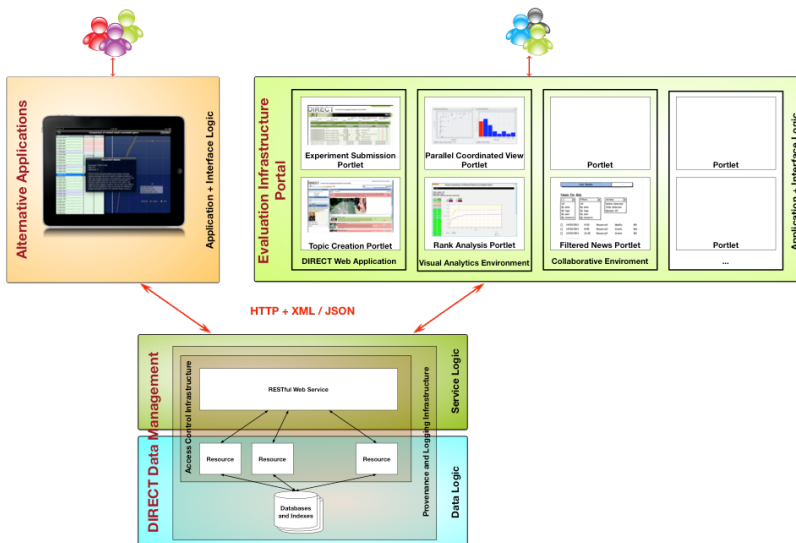 Alternative Applications
Application + Interface Logic
Evaluation Infrastructure
Portal
DIRECT
Experiment Submission
Portlet
Parallel Coordinated View
Portlet
Portlet
Portlet
Topic Creation Portlet
Rank Analysis Portlet
Filtered News Portlet
Portlet
DIRECT Web Application
Visual Analytics Environment
Collaborative Enviroment
...
Application + Interface Logic
HTTP + XML / JSON
DIRECT Data Management
Access Control Infrastructure
RESTful Web Service
Provenance and Logging Infrastructure
Service Logic
Resource
Resource
Resource
Databases
and Indexes
Data Logic